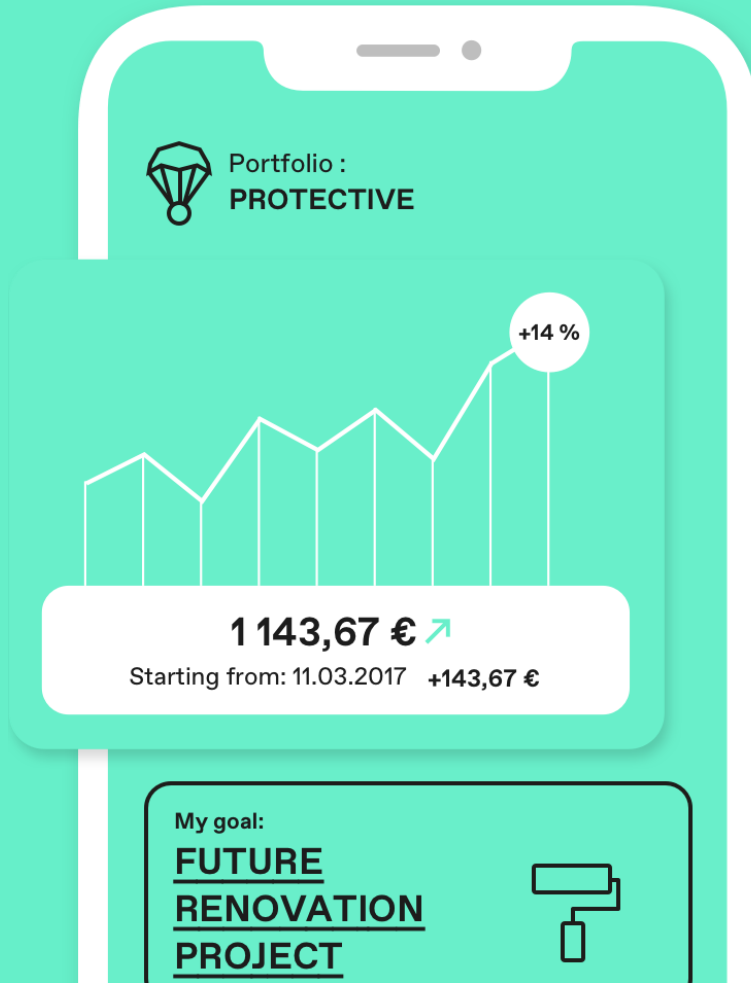 Portfolio :
PROTECTIVE
+14 %
1 143,67 €
Starting from: 11.03.2017 +143,67 €
My goal:
FUTURE
RENOVATION
PROJECT